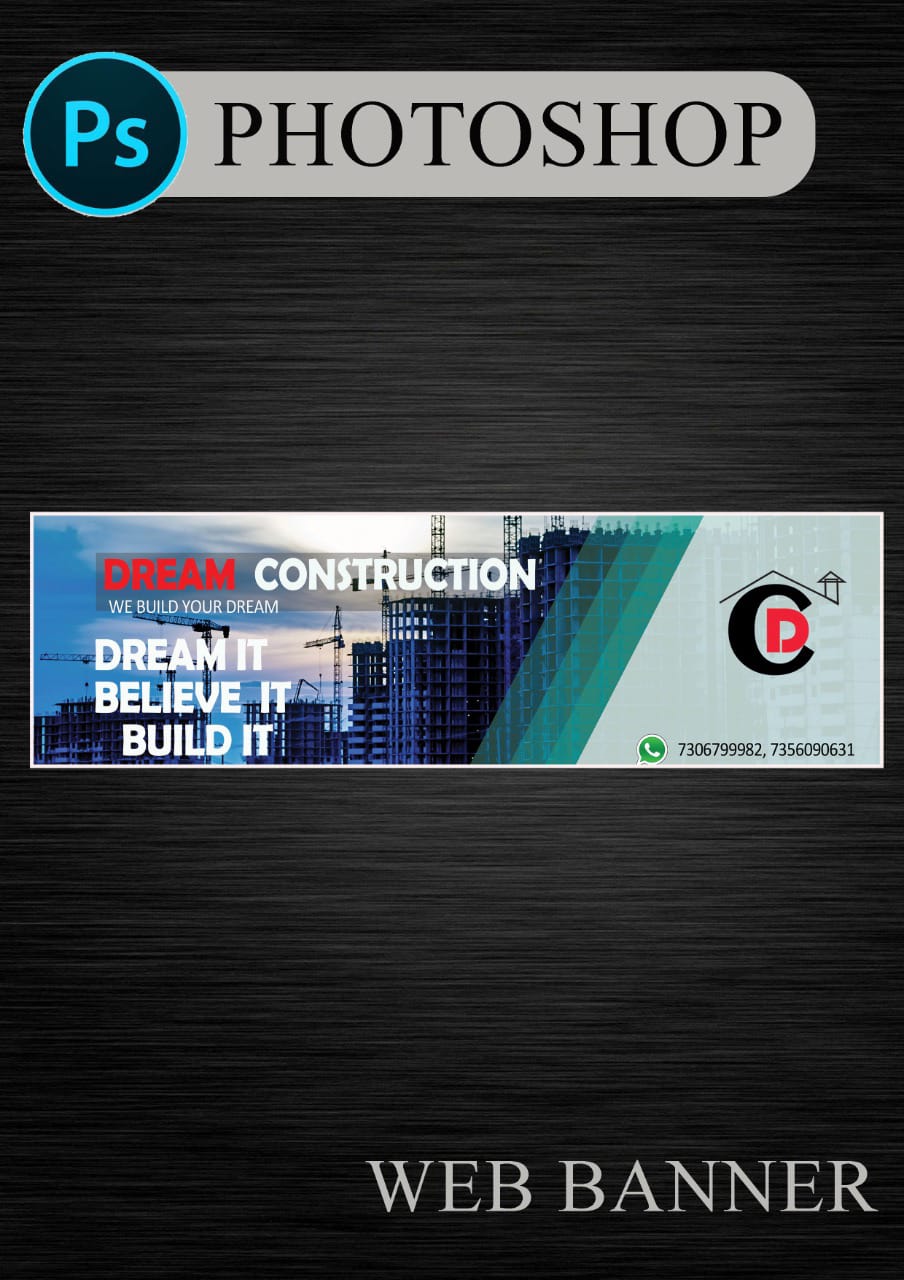 Ps PHOTOSHOP
DREAM CONSTRUCTION
WE BUILD YOUR DREAM
DREAM IT
BELIEVE IT
BUILD IT
CD
7306799982, 7356090631
WEB BANNER